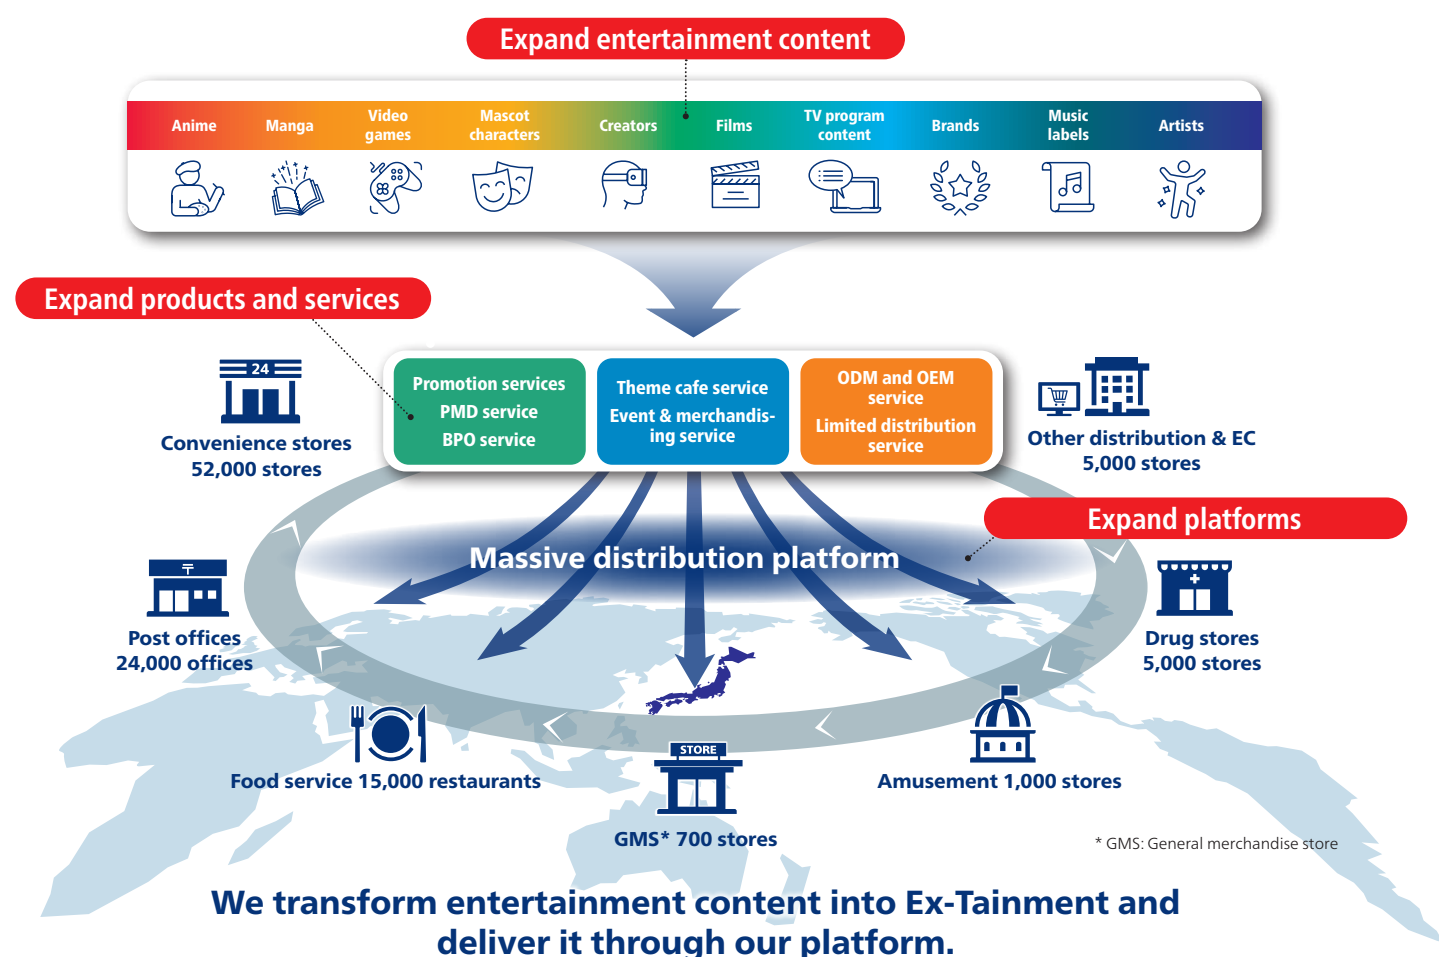 Expand entertainment content
Anime
Manga
Video
games
Mascot
characters
Creators
Films
TV program
content
Brands
Music
labels
Artists
Expand products and services
24
Convenience stores
52,000 stores
Promotion services
PMD service
BPO service
Theme cafe service
Event & merchandis-
ing service
ODM and OEM
service
Limited distribution
service
Other distribution & EC
5,000 stores
Expand platforms
Massive distribution platform
〒
Post offices
24,000 offices
Drug stores
5,000 stores
Food service 15,000 restaurants
STORE
GMS* 700 stores
Amusement 1,000 stores
* GMS: General merchandise store
We transform entertainment content into Ex-Tainment and
deliver it through our platform.